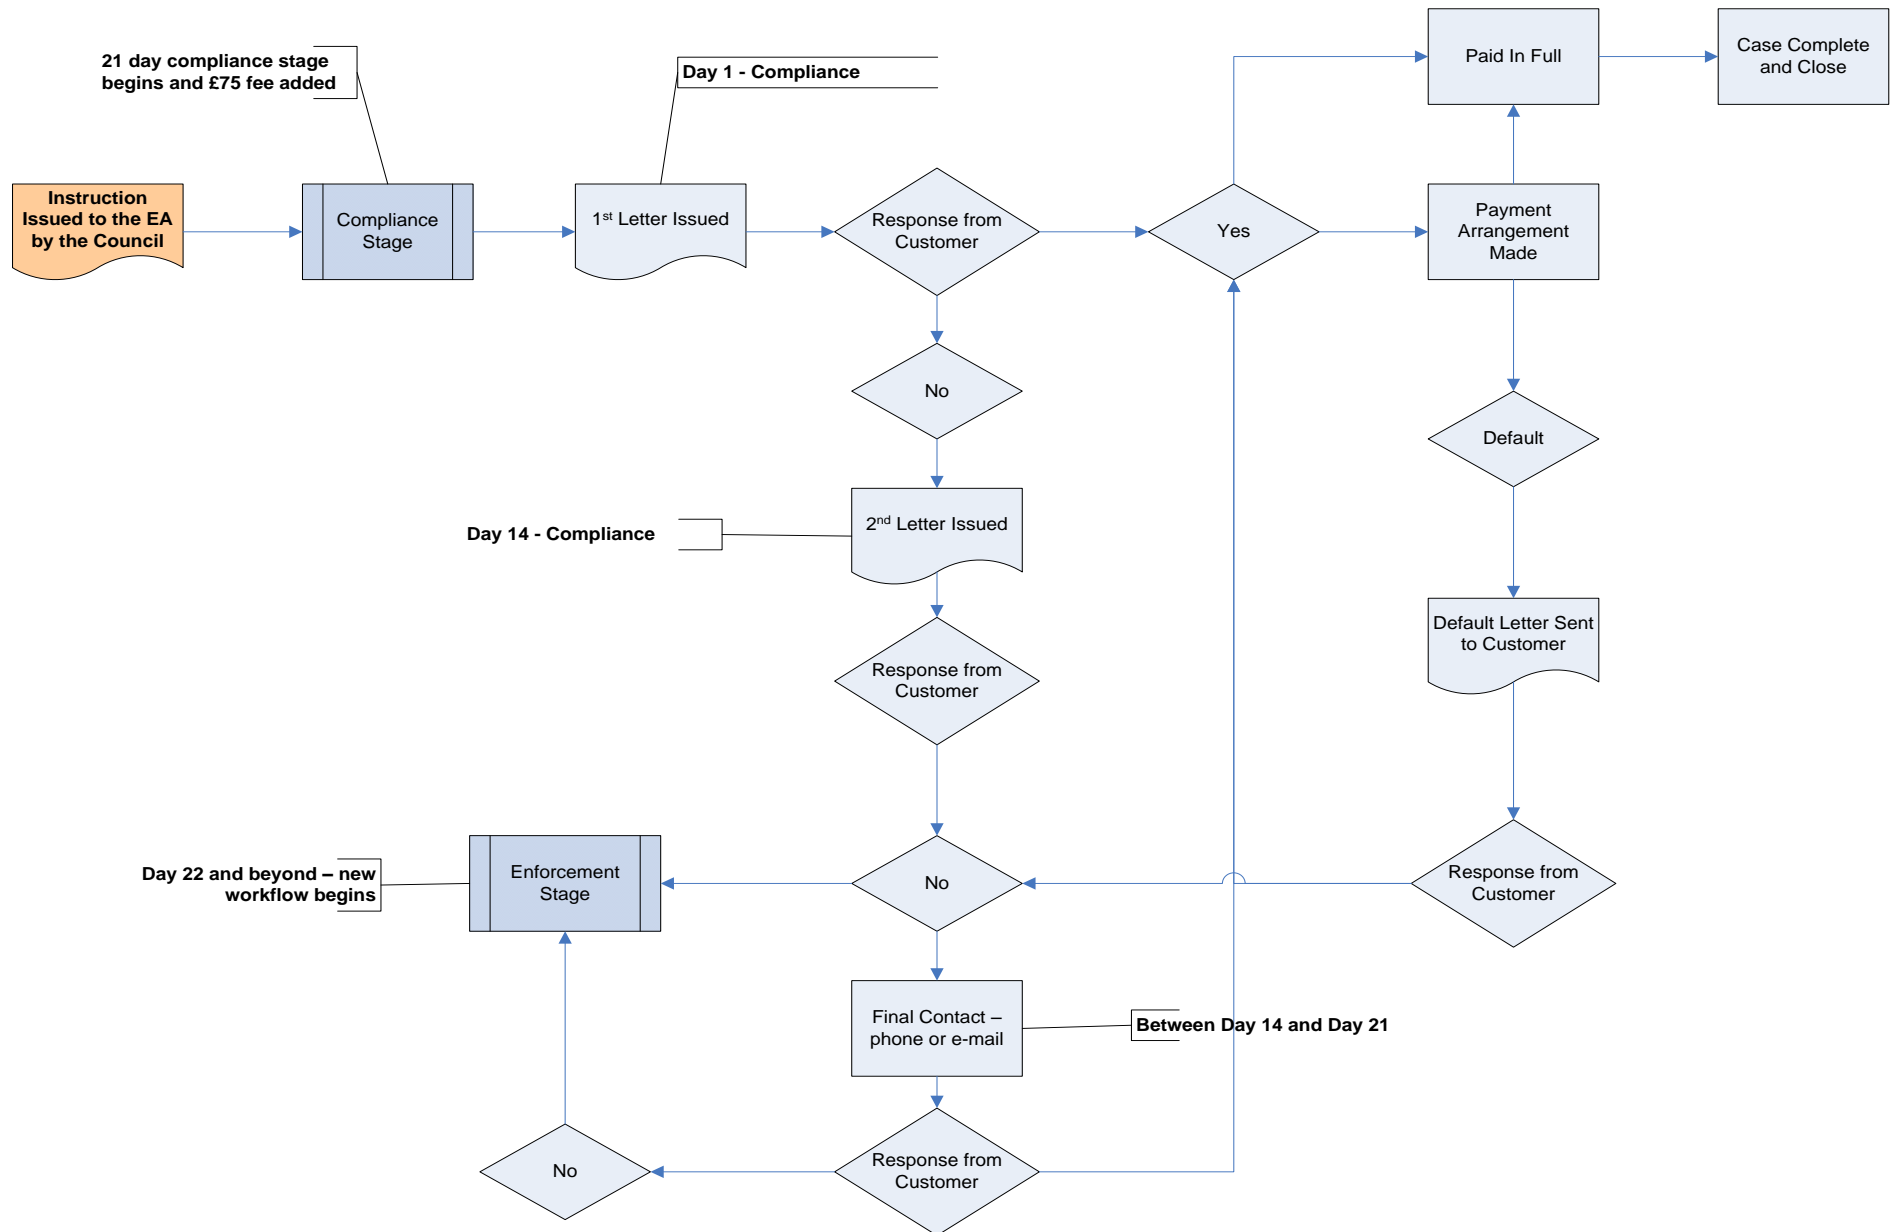 21 day compliance stage
begins and £75 fee added
Day 1 - Compliance
Paid In Full
Case Complete
and Close
Instruction
Issued to the EA
by the Council
Compliance
Stage
1st Letter Issued
Response from
Customer
Yes
Payment
Arrangement
Made
No
Default
Day 14 - Compliance
2nd Letter Issued
Default Letter Sent
to Customer
Response from
Customer
Day 22 and beyond – new
workflow begins
Enforcement
Stage
No
Response from
Customer
Final Contact –
phone or e-mail
Between Day 14 and Day 21
No
Response from
Customer